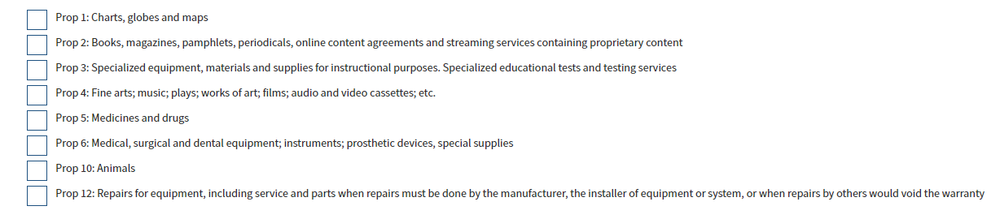 Prop 1: Charts, globes and maps
Prop 2: Books, magazines, pamphlets, periodicals, online content agreements and streaming services containing proprietary content
Prop 3: Specialized equipment, materials and supplies for instructional purposes. Specialized educational tests and testing services
Prop 4: Fine arts; music; plays; works of art; films; audio and video cassettes; etc.
Prop 5: Medicines and drugs
Prop 6: Medical, surgical and dental equipment; instruments; prosthetic devices, special supplies
Prop 10: Animals
Prop 12: Repairs for equipment, including service and parts when repairs must be done by the manufacturer, the installer of equipment or system, or when repairs by others would void the warranty